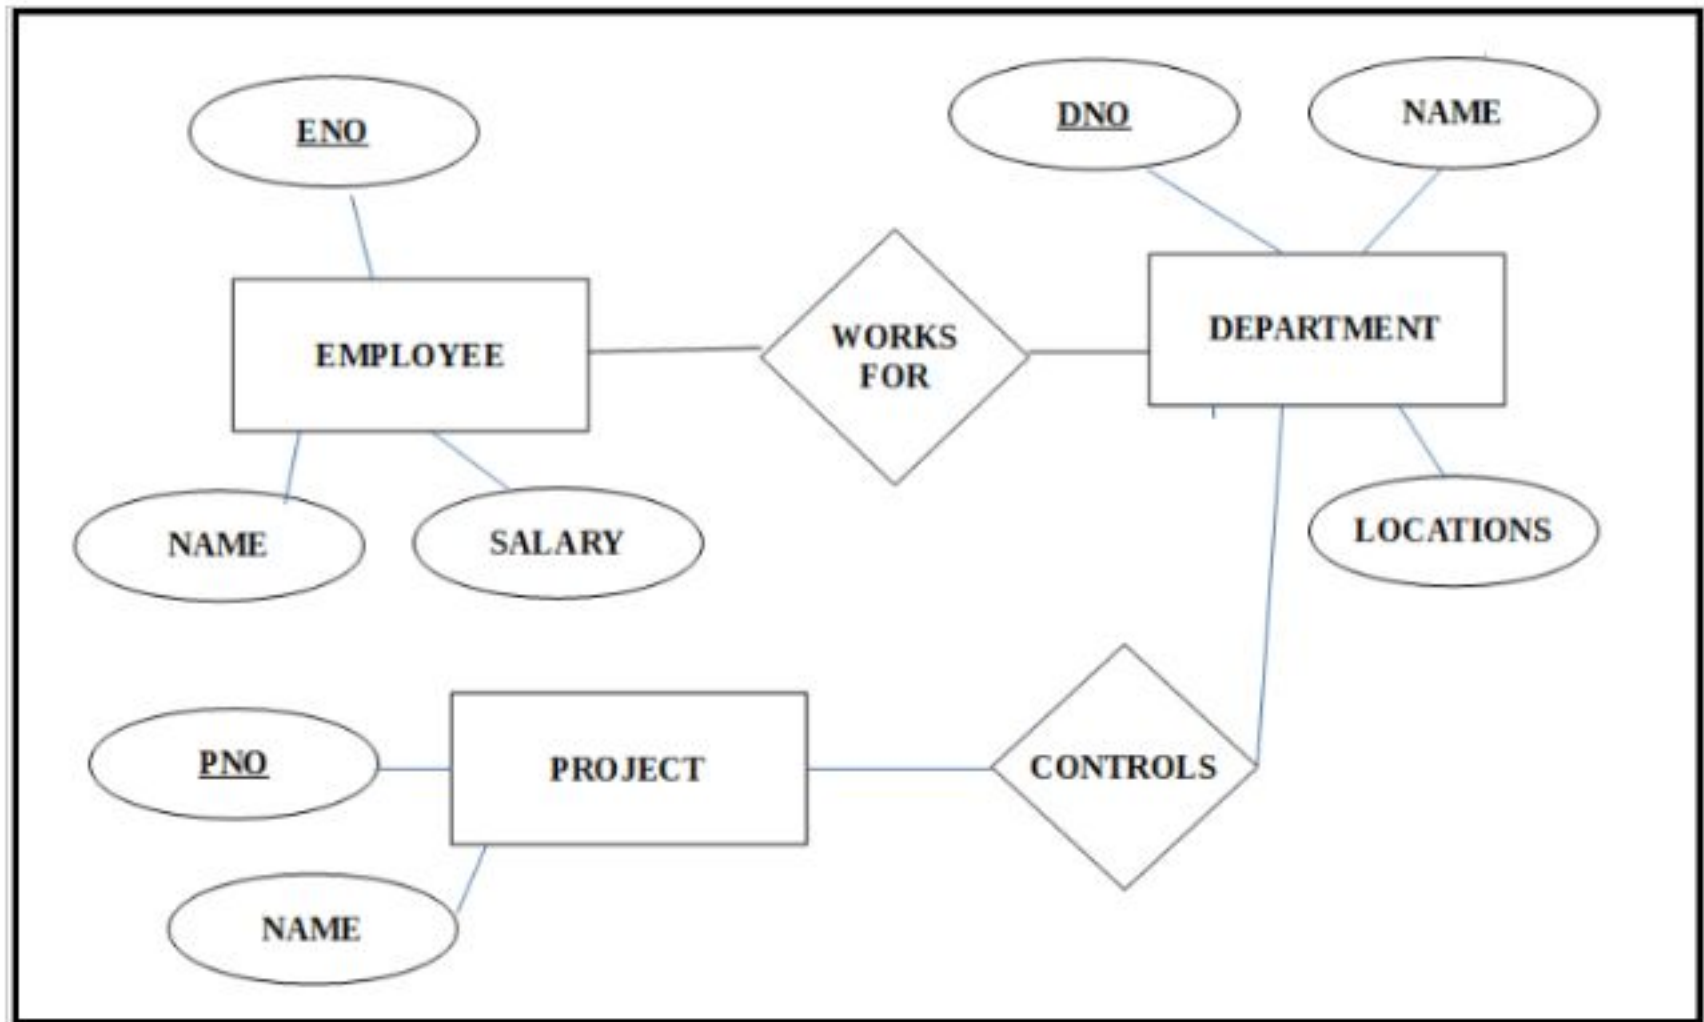 ENO
DNO
NAME
EMPLOYEE
WORKS
FOR
DEPARTMENT
NAME
SALARY
LOCATIONS
PNO
PROJECT
CONTROLS
NAME